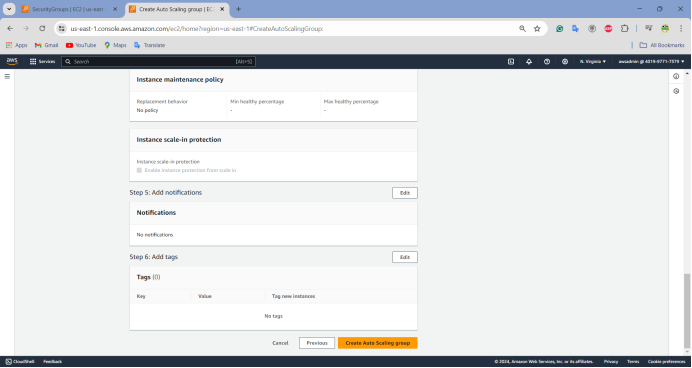 SecurityGroups | EC2 | us-east-
Create Auto Scaling group | EC2
us-east-1.console.aws.amazon.com/ec2/home?region=us-east-1#CreateAutoScalingGroup:
Apps
Gmail
YouTube
Maps
Translate
All Bookmarks
aws
Services
Search
[Alt+S]
N. Virginia
awsadmin @ 4019-9771-7579
Instance maintenance policy
Replacement behavior
Min healthy percentage
Max healthy percentage
No policy
-
-
Instance scale-in protection
Instance scale-in protection
Enable instance protection from scale in
Step 5: Add notifications
Edit
Notifications
No notifications
Step 6: Add tags
Edit
Tags (0)
Key
Value
Tag new instances
No tags
Cancel
Previous
Create Auto Scaling group
CloudShell
Feedback
© 2024, Amazon Web Services, Inc. or its affiliates.
Privacy
Terms
Cookie preferences